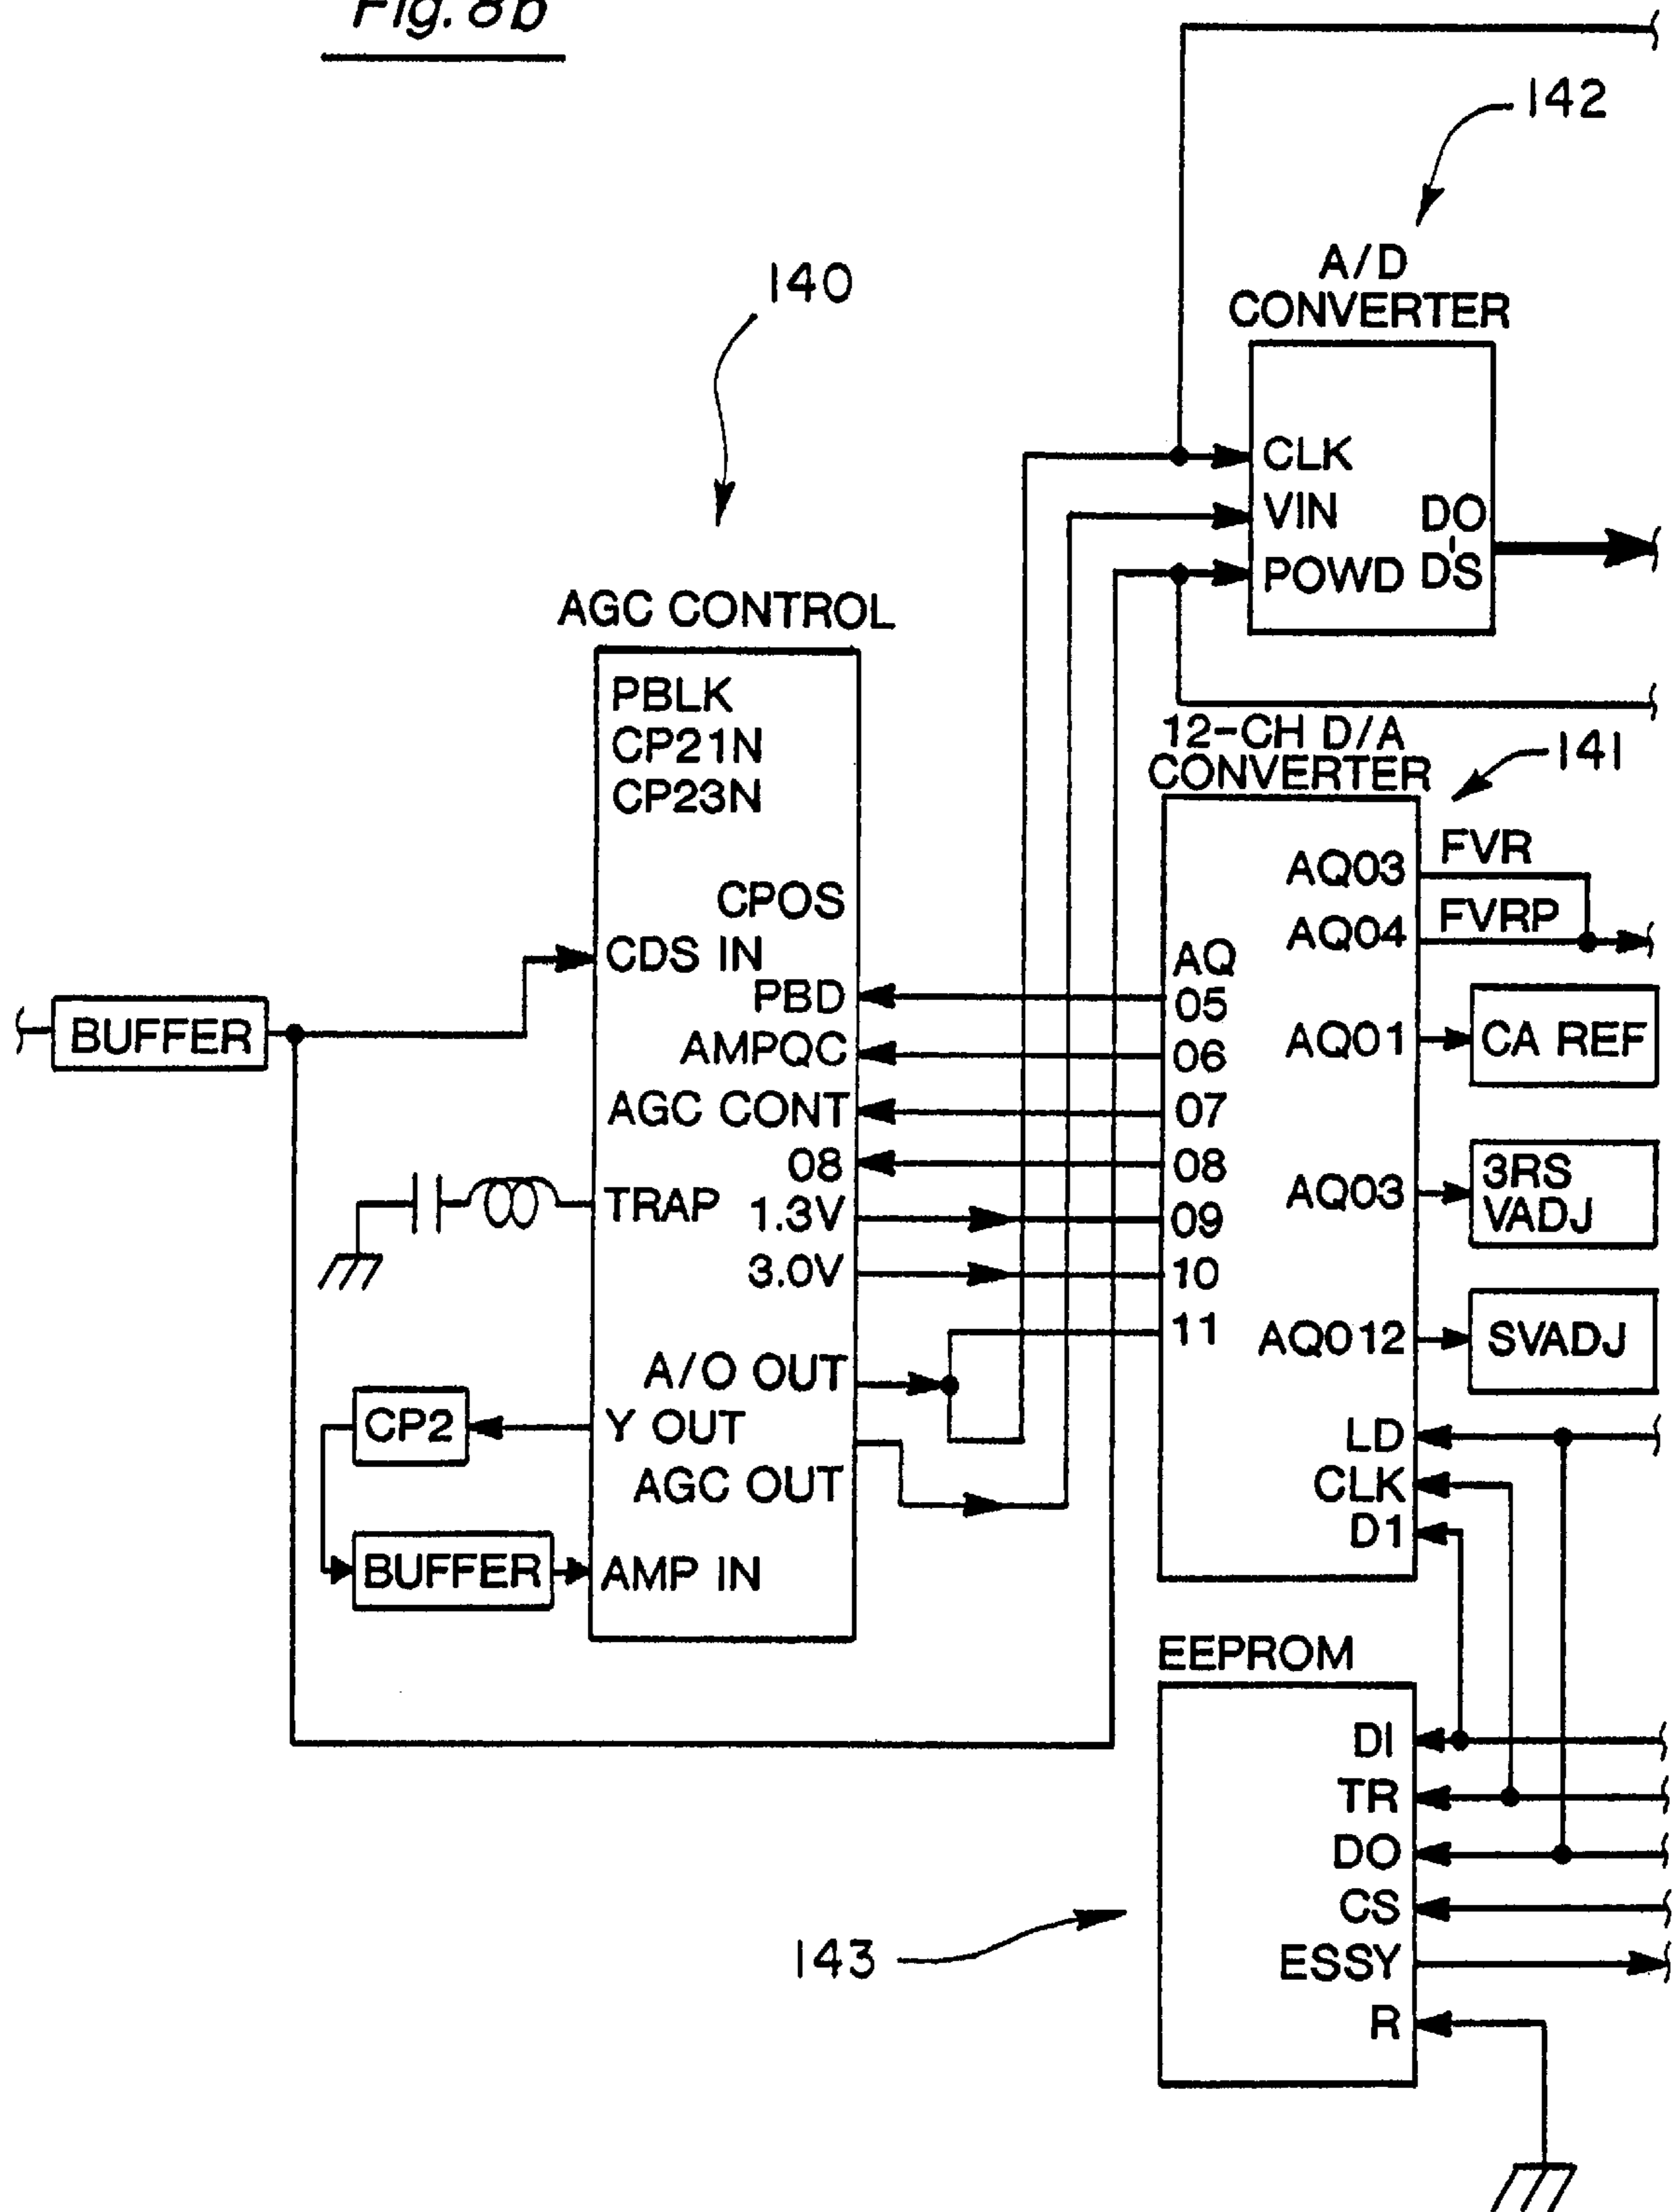 Fig. 8b
142
A/D
CONVERTER
CLK
VIN
POWD
DO
D'S
140
AGC CONTROL
PBLK
CP21N
CP23N
CPOS
CDS IN
PBD
AMPQC
AGC CONT
08
TRAP
1.3V
3.0V
A/O OUT
Y OUT
AGC OUT
AMP IN
BUFFER
CP2
BUFFER
12-CH D/A
CONVERTER
141
AQ03
FVR
AQ04
FVRP
AQ
05
06
07
08
09
10
11
AQ01
CA REF
AQ03
3RS
VADJ
AQ012
SVADJ
LD
CLK
D1
EEPROM
DI
TR
DO
CS
ESSY
R
143